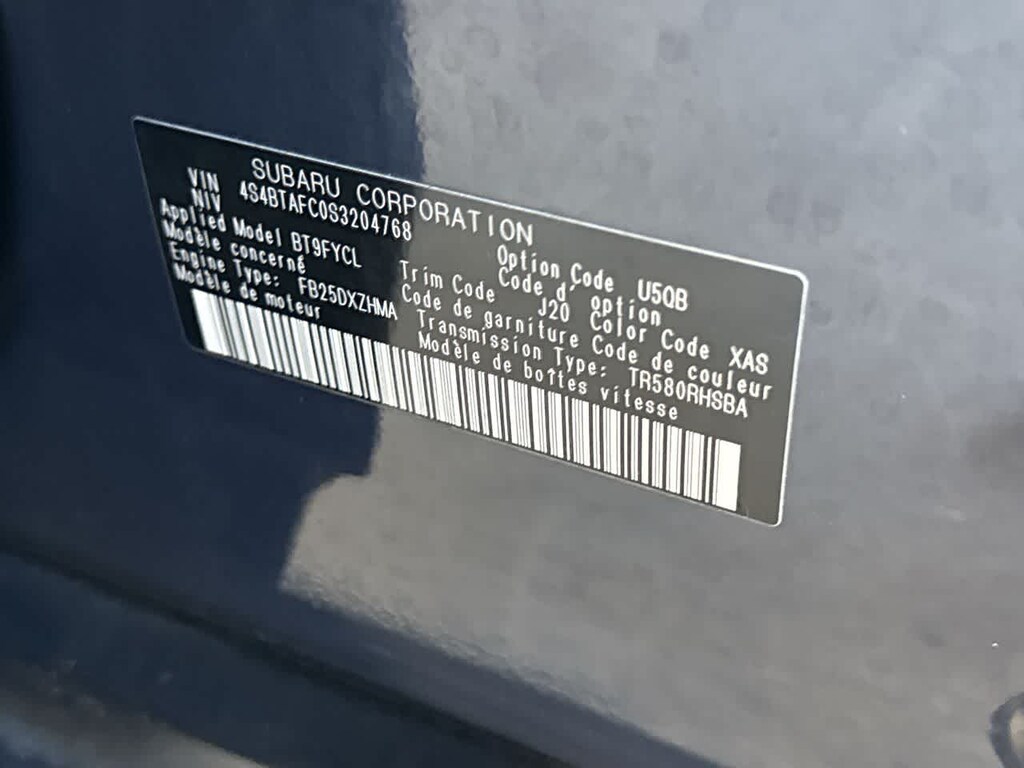 SUBARU CORPORATION
VIN 4S4BTAFC0S3204768
NIV
Option Code U5QB
Code d' option
Applied Model BT9FYCL
Modèle concerné
Trim Code J20 Color Code XAS
Code de garniture Code de couleur
Engine Type: FB25DXZHMA
Modèle de moteur
Transmission Type: TR580RHSBA
Modèle de boîtes vitesse